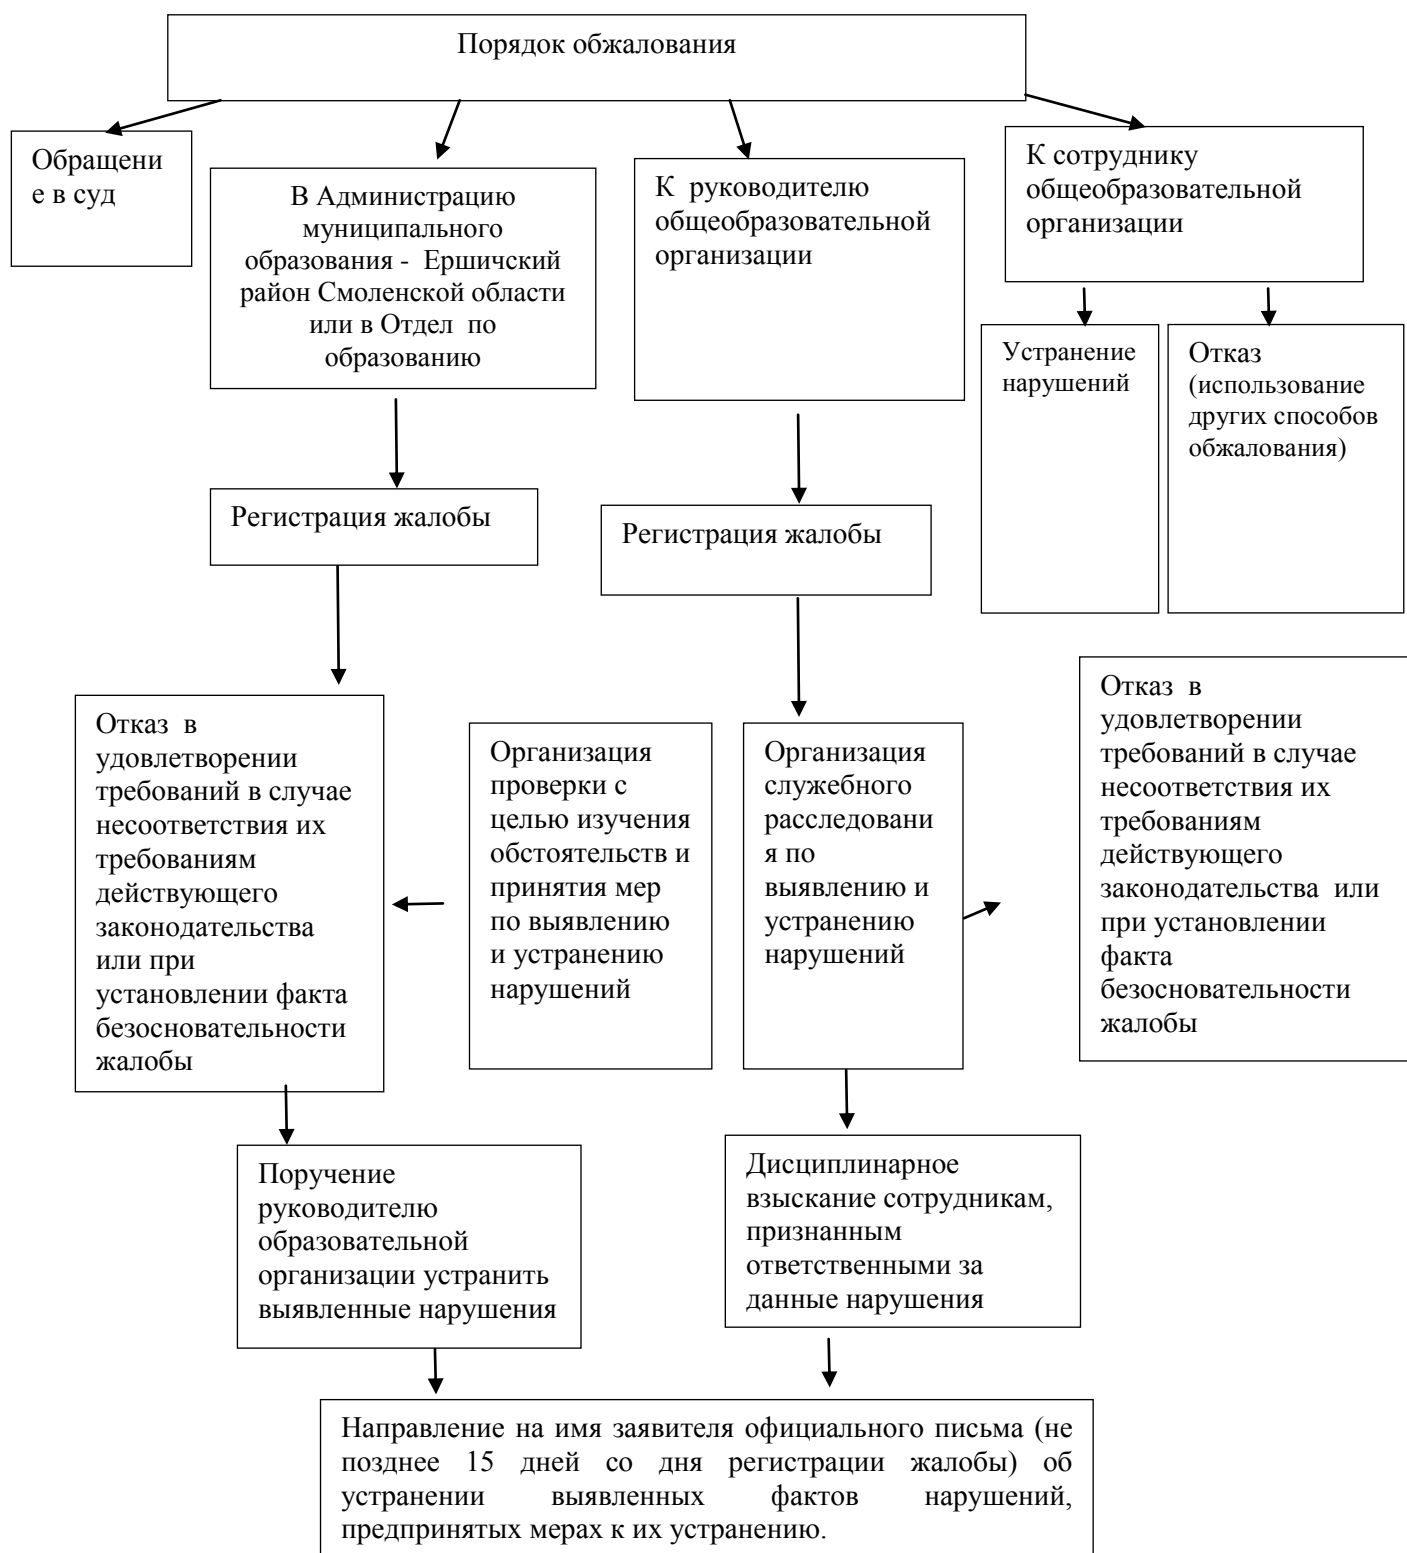 Порядок обжалования
Обращени
е в суд
В Администрацию
муниципального
образования - Ершичский
район Смоленской области
или в Отдел по
образованию
К руководителю
общеобразовательной
организации
К сотруднику
общеобразовательной
организации
Устранение
нарушений
Отказ
(использование
других способов
обжалования)
Регистрация жалобы
Регистрация жалобы
Отказ в
удовлетворении
требований в случае
несоответствия их
требованиям
действующего
законодательства
или при
установлении факта
безосновательности
жалобы
Организация
проверки с
целью изучения
обстоятельств и
принятия мер
по выявлению
и устранению
нарушений
Организация
служебного
расследовани
я по
выявлению и
устранению
нарушений
Отказ в
удовлетворении
требований в случае
несоответствия их
требованиям
действующего
законодательства или
при установлении
факта
безосновательности
жалобы
Поручение
руководителю
образовательной
организации устранить
выявленные нарушения
Дисциплинарное
взыскание сотрудникам,
признанным
ответственными за
данные нарушения
Направление на имя заявителя официального письма (не
позднее 15 дней со дня регистрации жалобы) об
устранении выявленных фактов нарушений,
предпринятых мерах к их устранению.